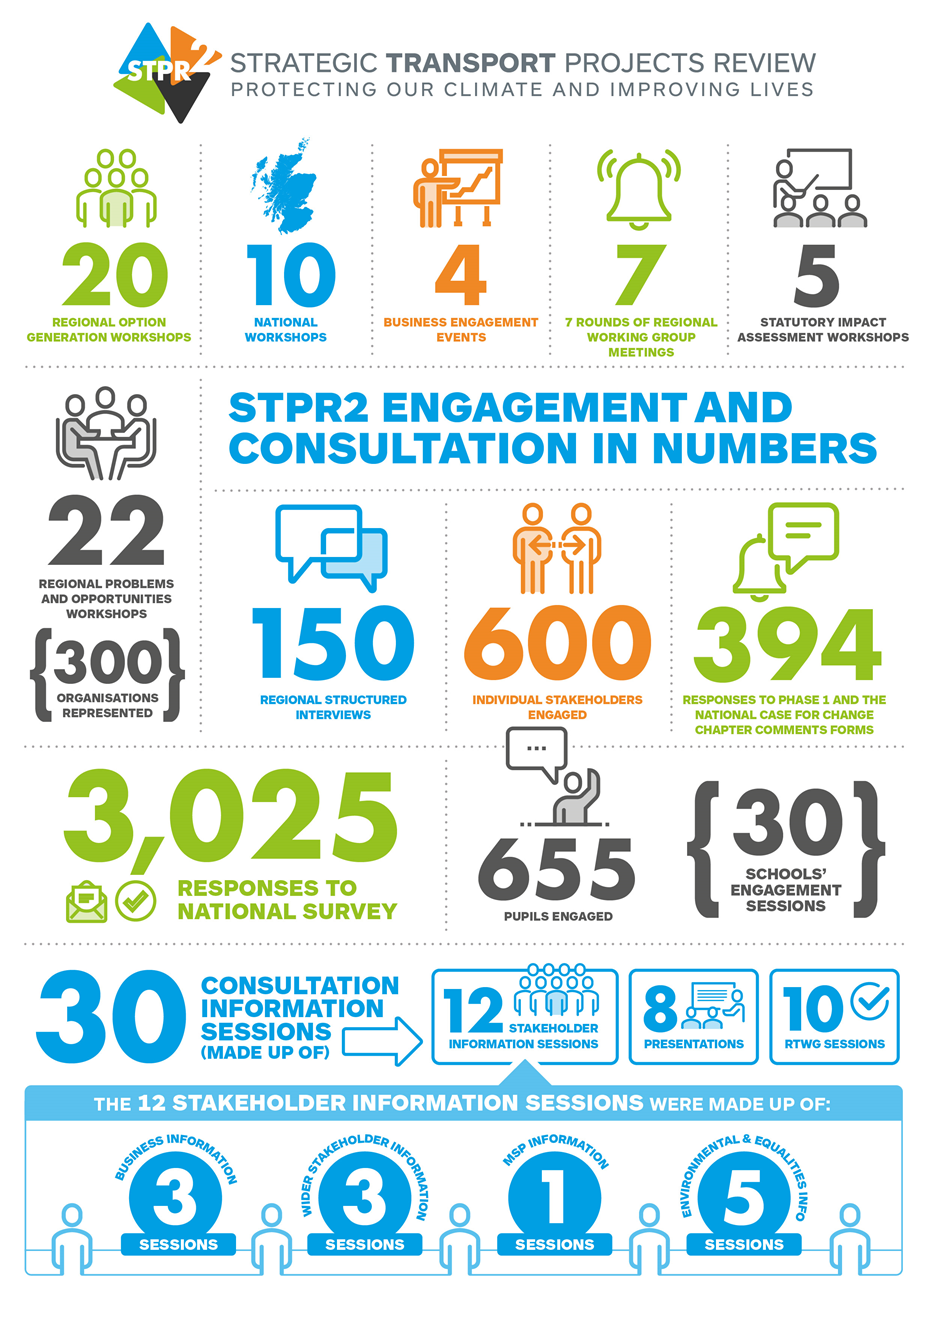 STPR2
STRATEGIC TRANSPORT PROJECTS REVIEW
PROTECTING OUR CLIMATE AND IMPROVING LIVES
20
REGIONAL OPTION
GENERATION WORKSHOPS
10
NATIONAL
WORKSHOPS
4
BUSINESS ENGAGEMENT
EVENTS
7
7 ROUNDS OF REGIONAL
WORKING GROUP
MEETINGS
5
STATUTORY IMPACT
ASSESSMENT WORKSHOPS
22
REGIONAL PROBLEMS
AND OPPORTUNITIES
WORKSHOPS
{300}
ORGANISATIONS
REPRESENTED
STPR2 ENGAGEMENT AND
CONSULTATION IN NUMBERS
150
REGIONAL STRUCTURED
INTERVIEWS
600
INDIVIDUAL STAKEHOLDERS
ENGAGED
394
RESPONSES TO PHASE 1 AND THE
NATIONAL CASE FOR CHANGE
CHAPTER COMMENTS FORMS
3,025
RESPONSES TO
NATIONAL SURVEY
...
655
PUPILS ENGAGED
{30}
SCHOOLS’
ENGAGEMENT
SESSIONS
30
CONSULTATION
INFORMATION
SESSIONS
(MADE UP OF)
12
STAKEHOLDER
INFORMATION SESSIONS
8
PRESENTATIONS
10
RTWG SESSIONS
THE 12 STAKEHOLDER INFORMATION SESSIONS WERE MADE UP OF:
BUSINESS INFORMATION
3
SESSIONS
WIDER STAKEHOLDER INFORMATION
3
SESSIONS
MSP INFORMATION
1
SESSIONS
ENVIRONMENTAL & EQUALITIES INFO
5
SESSIONS